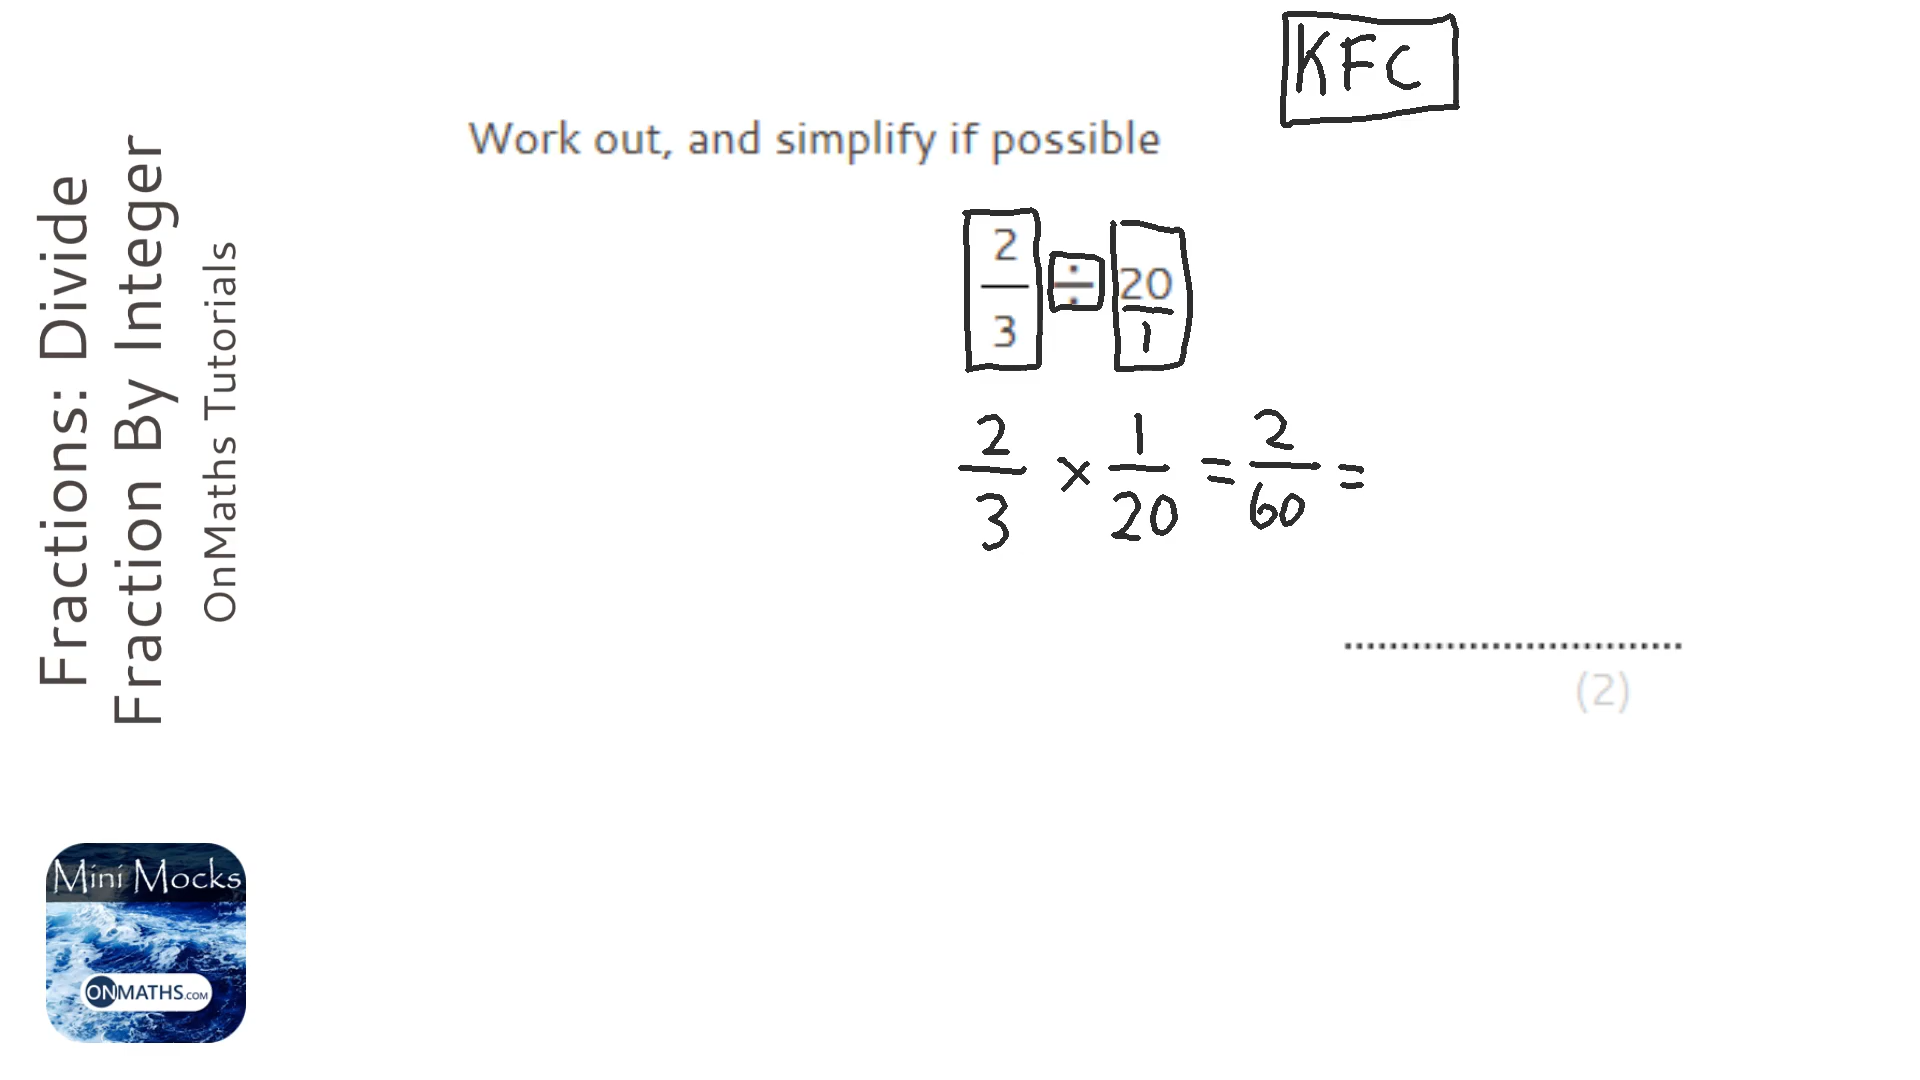 Fractions: Divide
Fraction By Integer
OnMaths Tutorials
KFC
Work out, and simplify if possible
2/3 ÷ 20/1
2/3 × 1/20 = 2/60 =
(2)
Mini Mocks
ONMATHS.COM